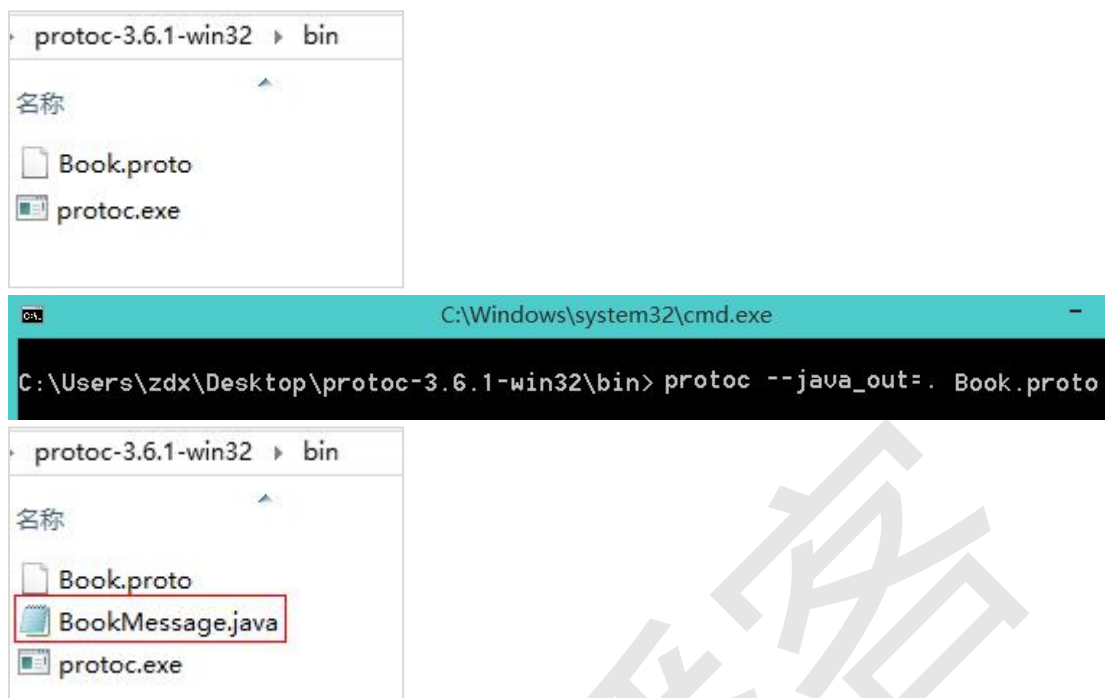 protoc-3.6.1-win32 bin
名称
Book.proto
protoc.exe
C:\Windows\system32\cmd.exe
C:\Users\zdx\Desktop\protoc-3.6.1-win32\bin> protoc --java_out=. Book.proto
protoc-3.6.1-win32 bin
名称
Book.proto
BookMessage.java
protoc.exe